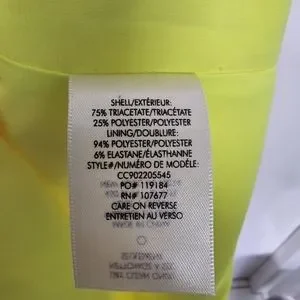 SHELL/EXTÉRIEUR:
75% TRIACETATE/TRIACÉTATE
25% POLYESTER/POLYESTER
LINING/DOUBLURE:
94% POLYESTER/POLYESTER
6% ELASTANE/ÉLASTHANNE
STYLE#/NUMÉRO DE MODÈLE:
CC902205545
PO# 119184
RN# 107677
CARE ON REVERSE
ENTRETIEN AU VERSO